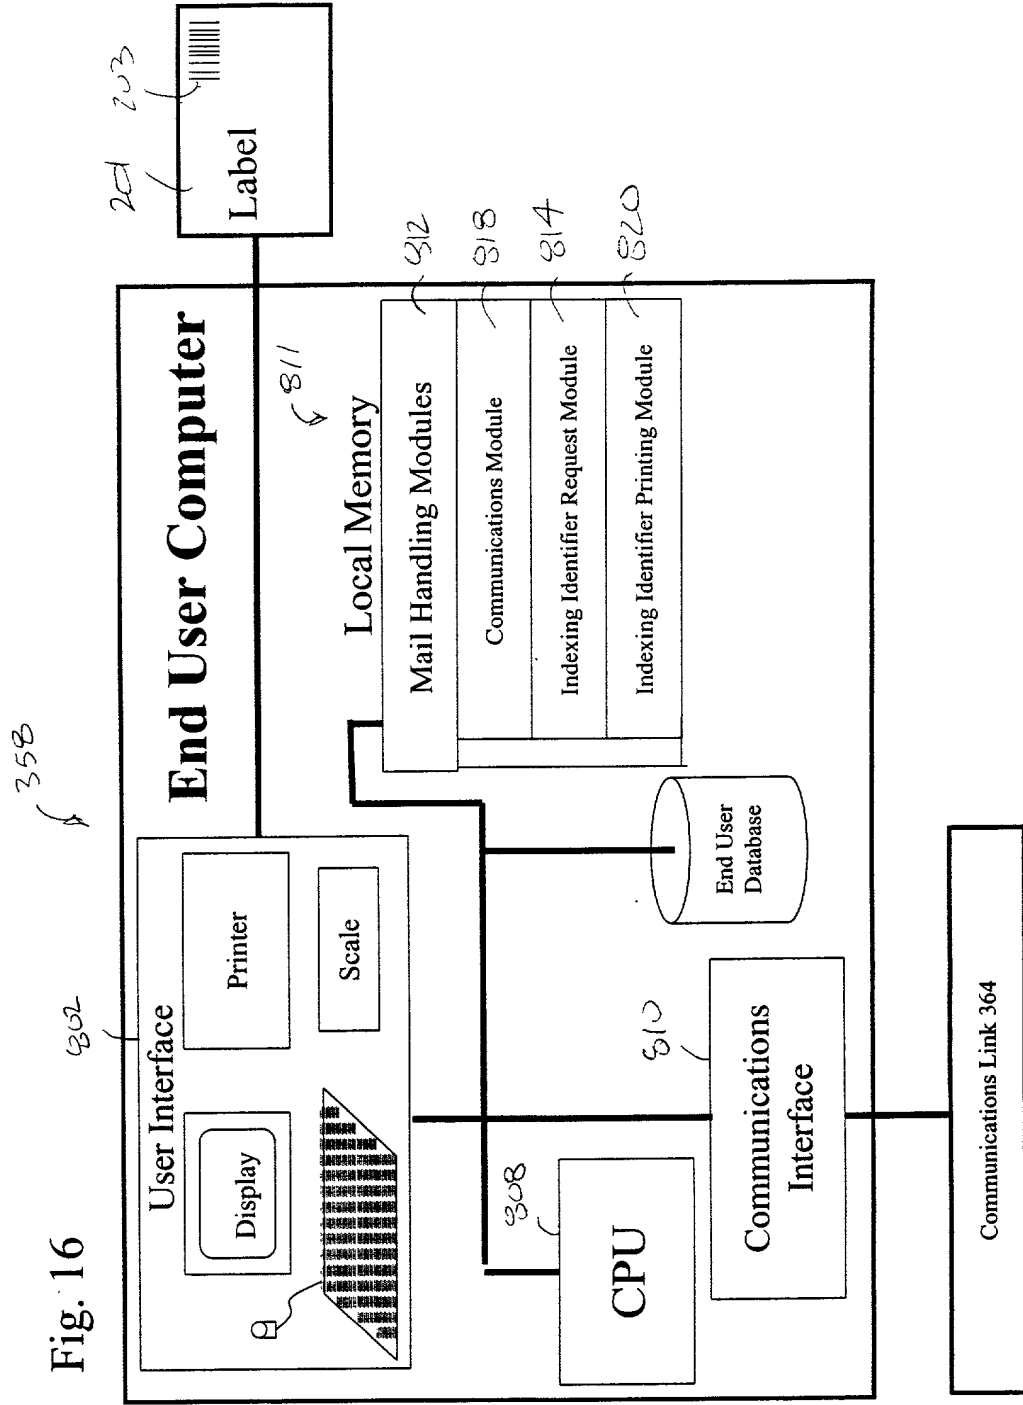 Fig. 16
358
End User Computer
802
User Interface
Display
Printer
Scale
201
203
Label
811
Local Memory
Mail Handling Modules
812
Communications Module
818
Indexing Identifier Request Module
814
Indexing Identifier Printing Module
820
808
CPU
810
Communications
Interface
End User
Database
Communications Link 364